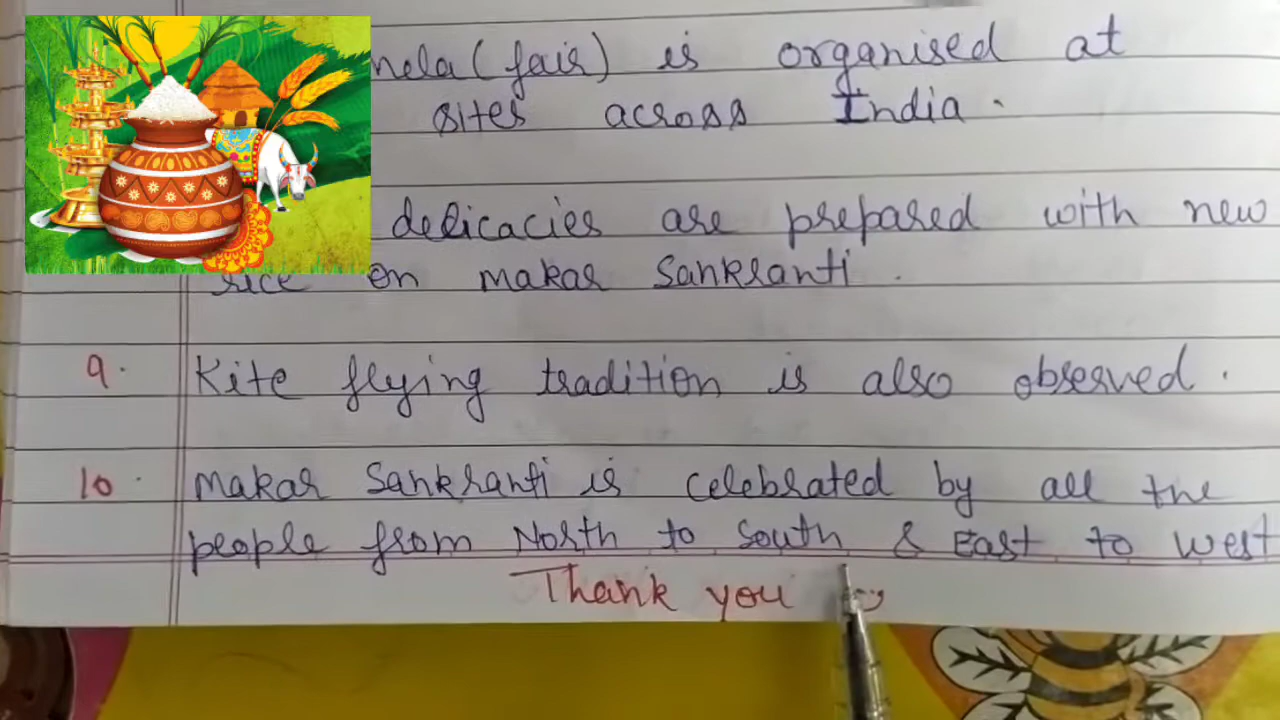 mela (fair) is organised at
sites across India.
delicacies are prepared with new
rice on makar Sankranti.
9. Kite flying tradition is also observed.
10. makar Sankranti is celebrated by all the
people from North to South & East to West
Thank you